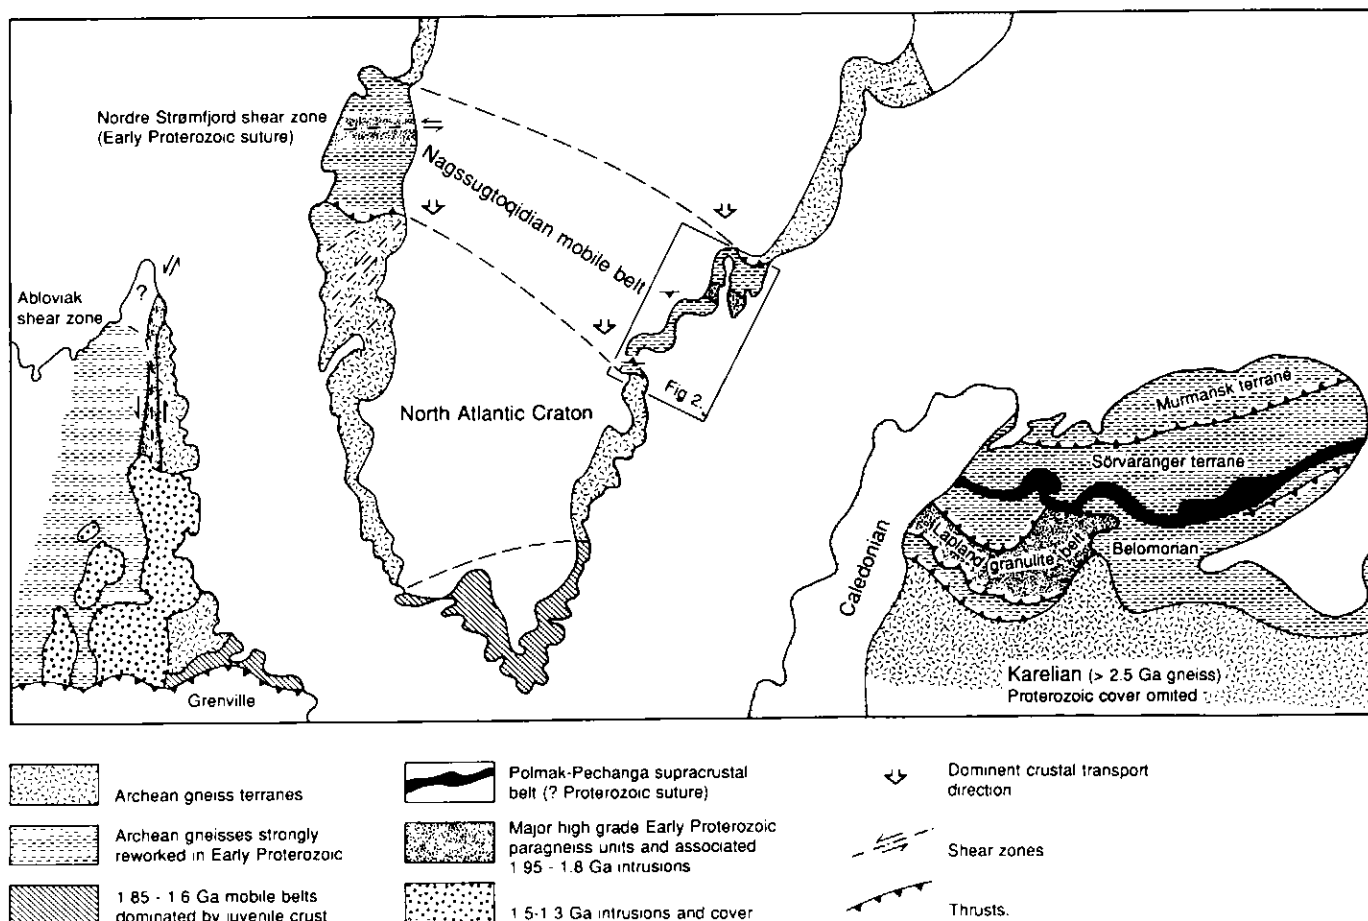 Nordre Strømfjord shear zone
(Early Proterozoic suture)
Nagssugtoqidian mobile belt
Abloviak
shear zone
?
Fig 2.
North Atlantic Craton
Murmansk terrane
Sörvaranger terrane
Caledonian
Lapland granulite belt
Belomorian
Karelian (> 2.5 Ga gneiss)
Proterozoic cover omited
Grenville
Archean gneiss terranes
Archean gneisses strongly
reworked in Early Proterozoic
1 85 - 1 6 Ga mobile belts
dominated by juvenile crust
Polmak-Pechanga supracrustal
belt (? Proterozoic suture)
Major high grade Early Proterozoic
paragneiss units and associated
1 95 - 1.8 Ga intrusions
1 5-1 3 Ga intrusions and cover
Dominent crustal transport
direction
Shear zones
Thrusts.